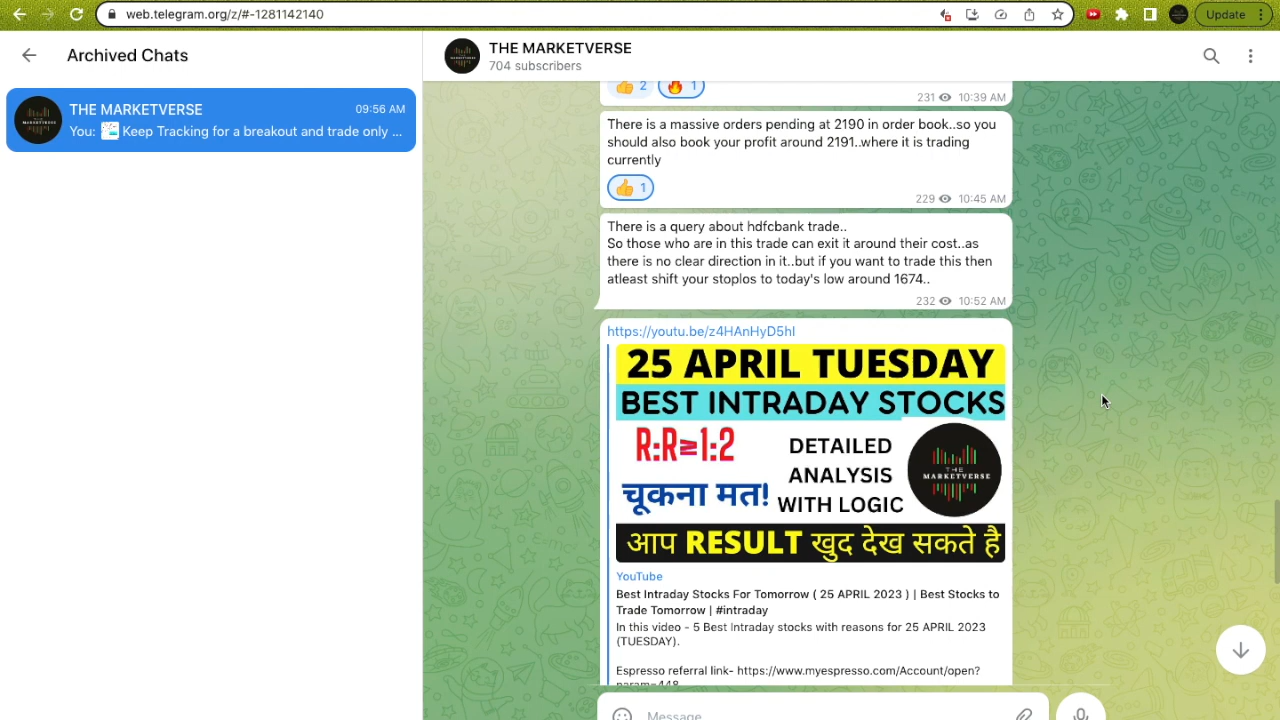 web.telegram.org/z/#-1281142140
Update
Archived Chats
THE MARKETVERSE
09:56 AM
You: Keep Tracking for a breakout and trade only ...
THE MARKETVERSE
704 subscribers
2
1
231 10:39 AM
There is a massive orders pending at 2190 in order book..so you
should also book your profit around 2191..where it is trading
currently
1
229 10:45 AM
There is a query about hdfcbank trade..
So those who are in this trade can exit it around their cost..as
there is no clear direction in it..but if you want to trade this then
atleast shift your stoplos to today's low around 1674..
232 10:52 AM
https://youtu.be/z4HAnHyD5hI
25 APRIL TUESDAY
BEST INTRADAY STOCKS
R:R≥1:2
चूकना मत!
DETAILED
ANALYSIS
WITH LOGIC
THE
MARKETVERSE
आप RESULT खुद देख सकते है
YouTube
Best Intraday Stocks For Tomorrow ( 25 APRIL 2023 ) | Best Stocks to
Trade Tomorrow | #intraday
In this video - 5 Best Intraday stocks with reasons for 25 APRIL 2023
(TUESDAY).
Espresso referral link- https://www.myespresso.com/Account/open?
param=448
Message